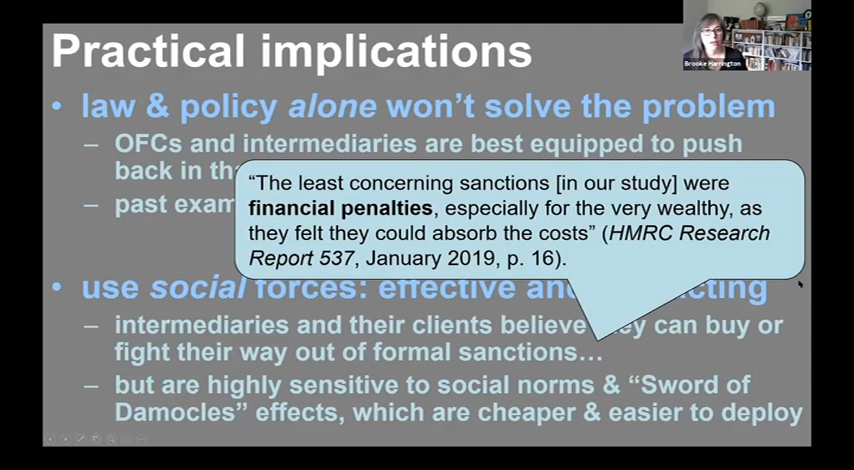 Practical implications
Brooke Harrington
• law & policy alone won't solve the problem
– OFCs and intermediaries are best equipped to push
back in
– past
"The least concerning sanctions [in our study] were
financial penalties, especially for the very wealthy, as
they felt they could absorb the costs" (HMRC Research
Report 537, January 2019, p. 16).
• use social forces: effective
– intermediaries and their clients believe they can buy or
fight their way out of formal sanctions…
– but are highly sensitive to social norms & "Sword of
Damocles" effects, which are cheaper & easier to deploy